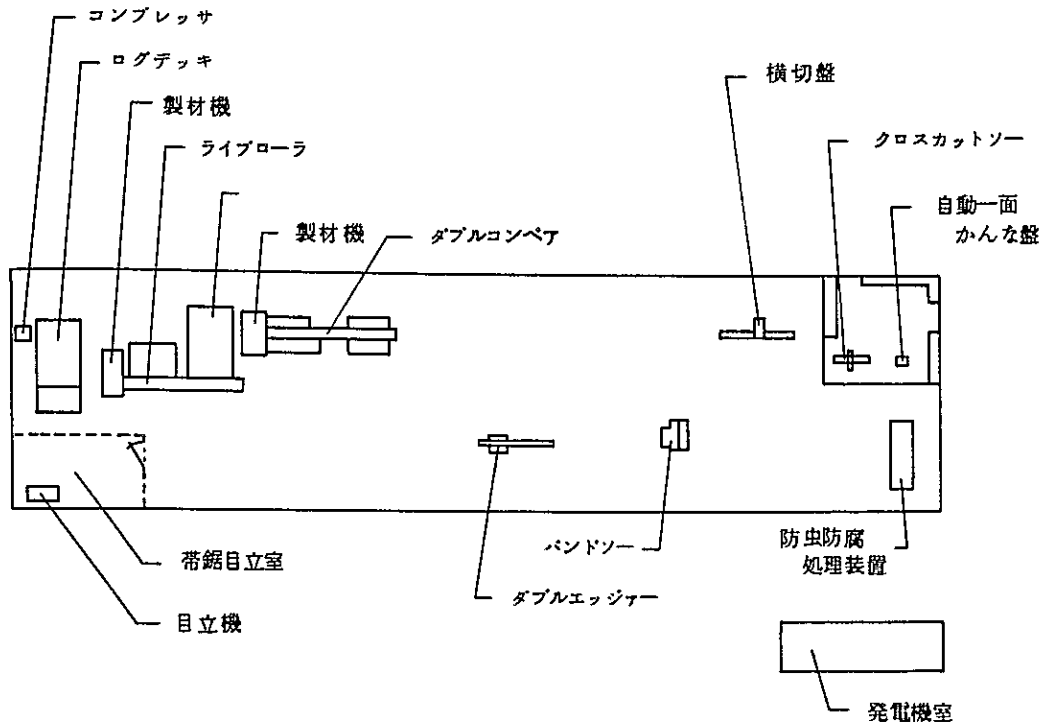 コンプレッサ
ログデッキ
製材機
ライブローラ
製材機
ダブルコンベア
横切盤
クロスカットソー
自動一面
かんな盤
帯鋸目立室
目立機
ダブルエッジァー
バンドソー
防虫防腐
処理装置
発電機室